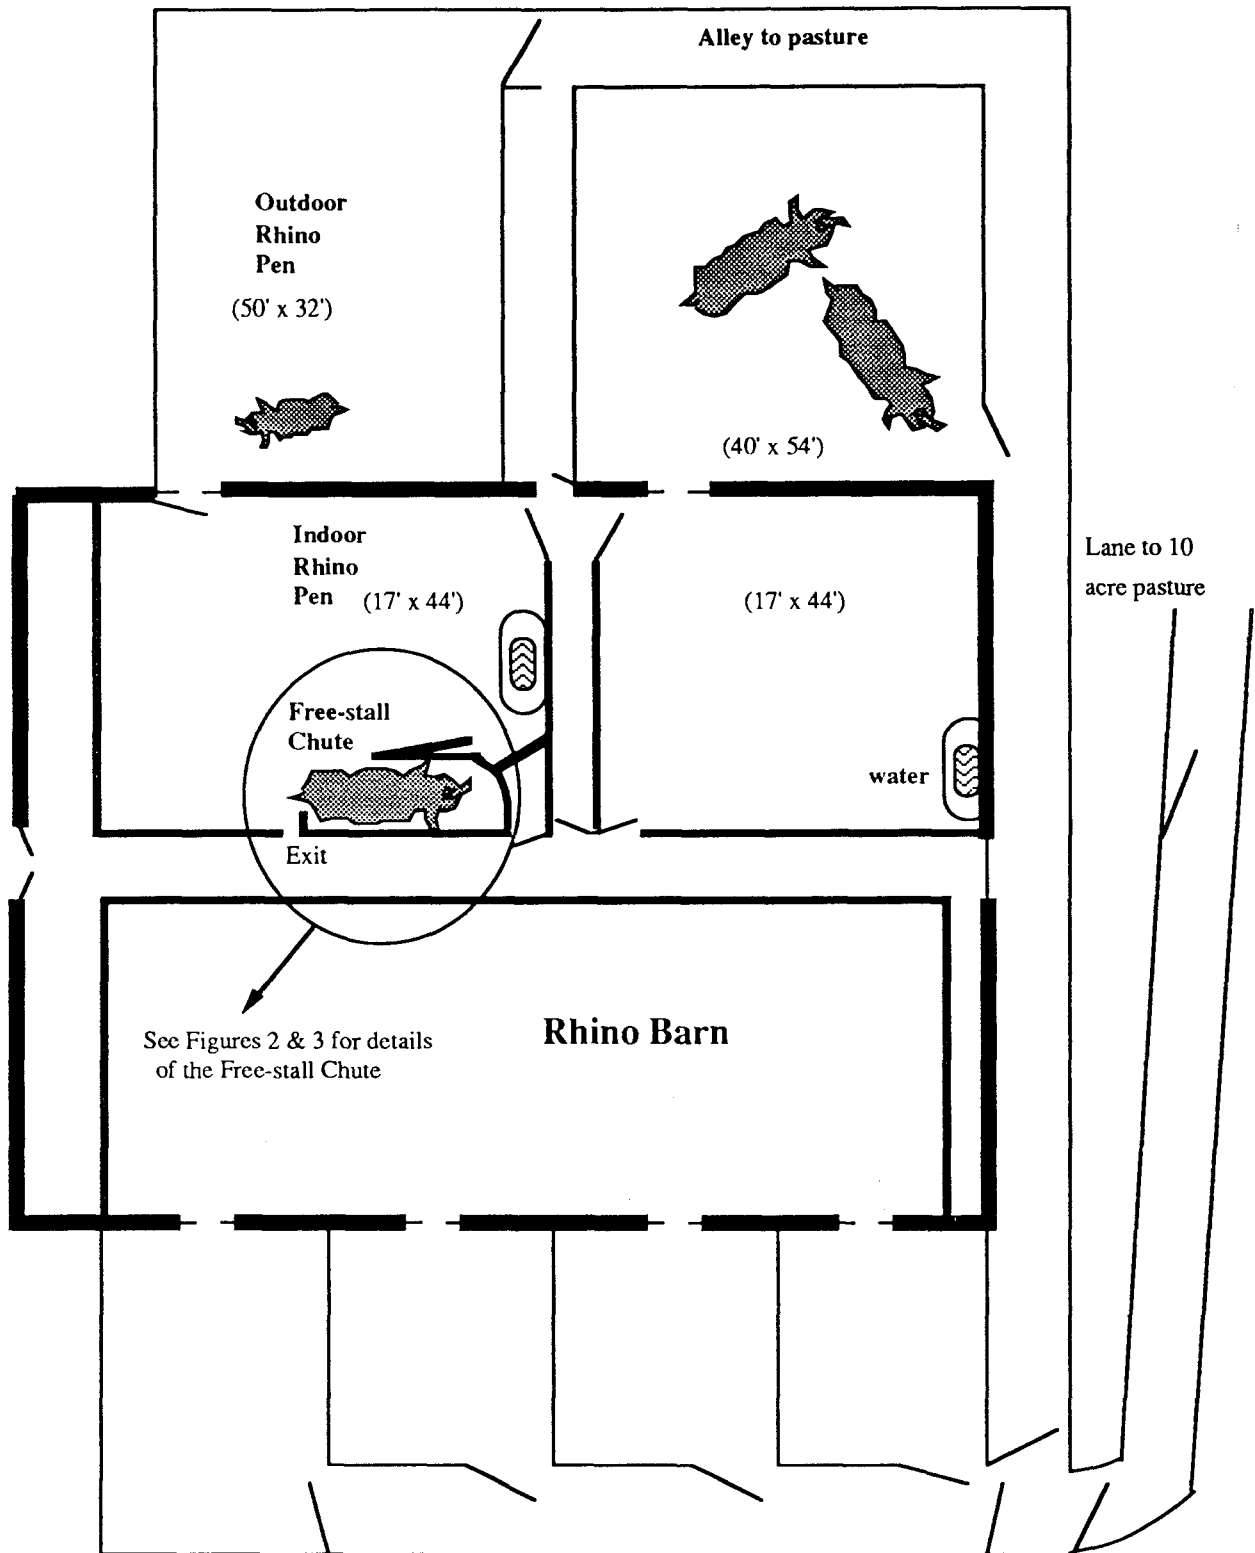 Alley to pasture
Outdoor
Rhino
Pen
(50' x 32')
(40' x 54')
Indoor
Rhino
Pen (17' x 44')
(17' x 44')
Lane to 10
acre pasture
Free-stall
Chute
water
Exit
See Figures 2 & 3 for details
of the Free-stall Chute
Rhino Barn